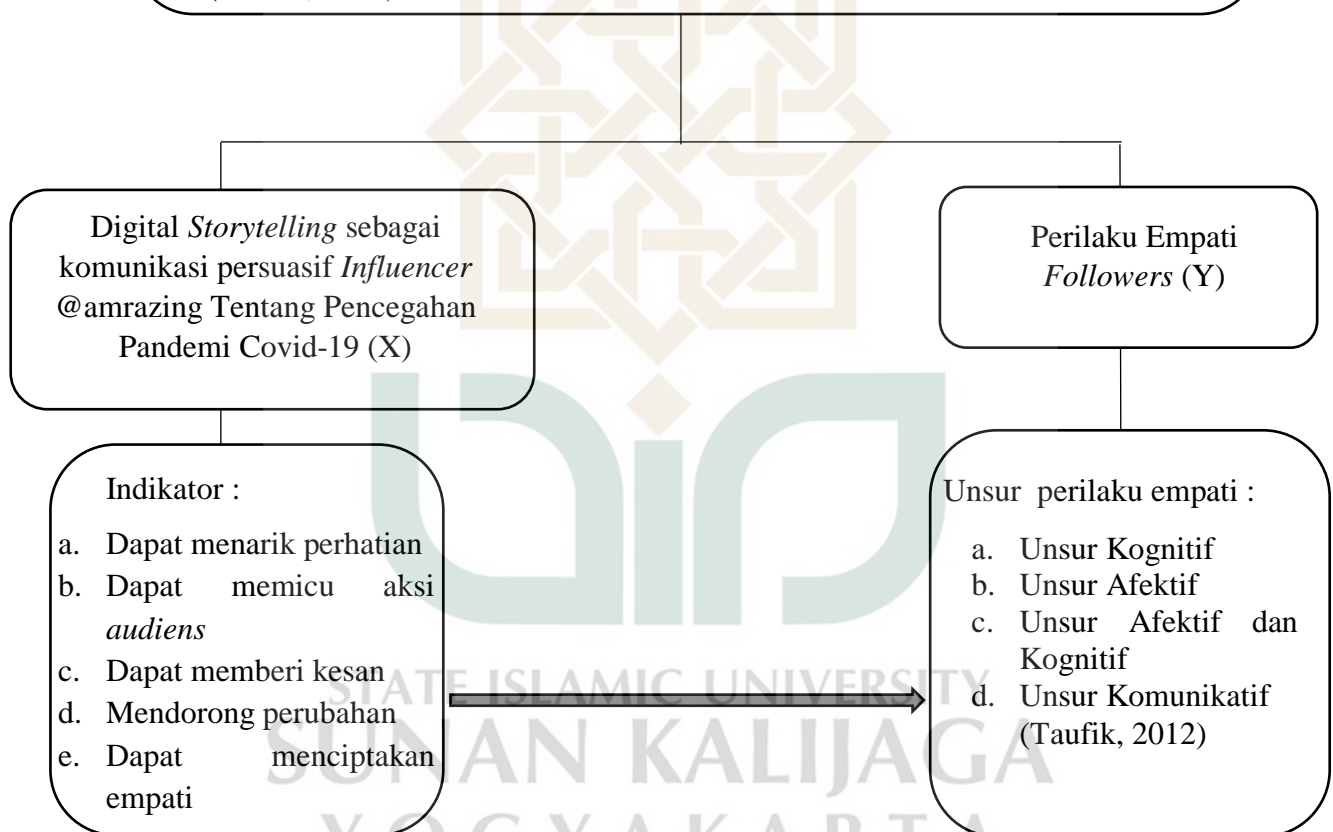 Digital Storytelling sebagai
komunikasi persuasif Influencer
@amrazing Tentang Pencegahan
Pandemi Covid-19 (X)
Perilaku Empati
Followers (Y)
Indikator :
a. Dapat menarik perhatian
b. Dapat memicu aksi
audiens
c. Dapat memberi kesan
d. Mendorong perubahan
e. Dapat menciptakan
empati
Unsur perilaku empati :
a. Unsur Kognitif
b. Unsur Afektif
c. Unsur Afektif dan
Kognitif
d. Unsur Komunikatif
(Taufik, 2012)
STATE ISLAMIC UNIVERSITY
SUNAN KALIJAGA
YOGYAKARTA